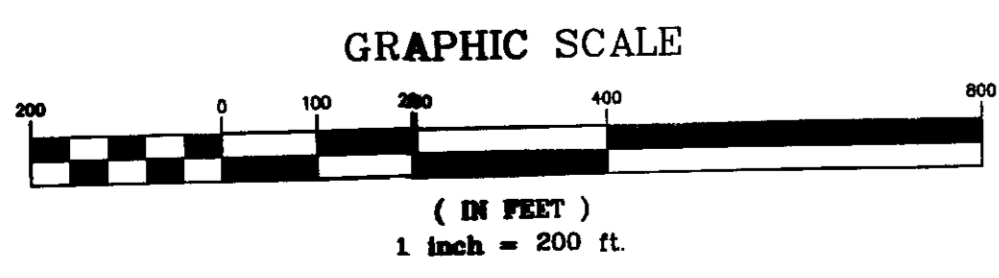 GRAPHIC SCALE
200 0 100 200 400 800
( IN FEET )
1 inch = 200 ft.